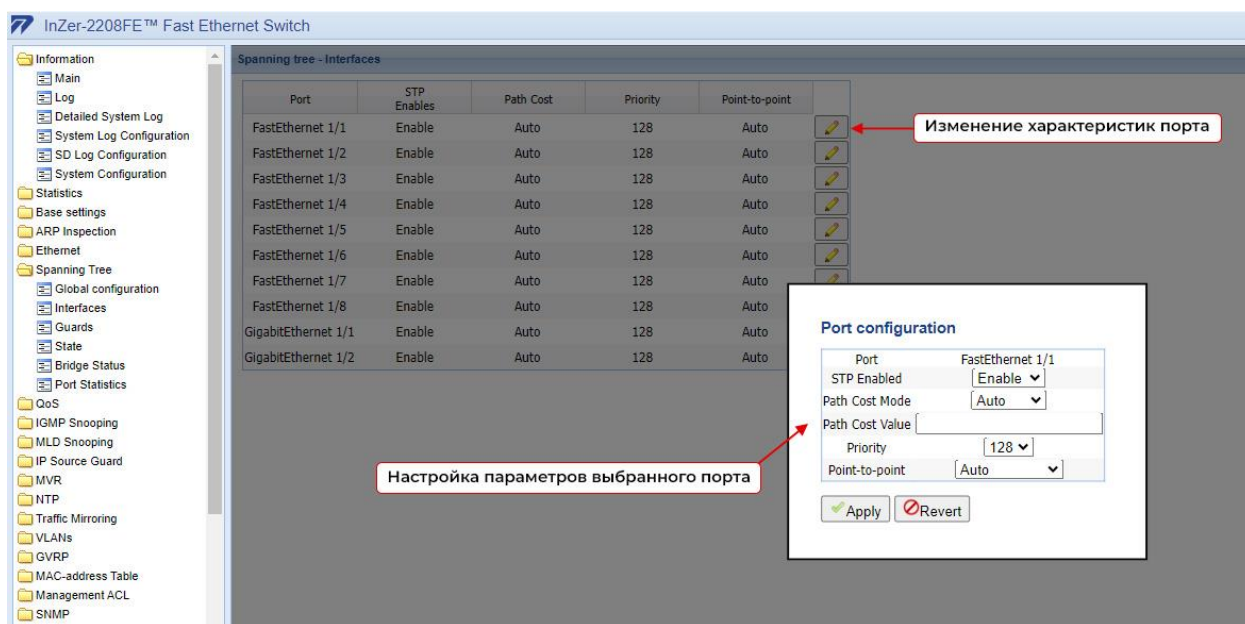 InZer-2208FE™ Fast Ethernet Switch
Information
Main
Log
Detailed System Log
System Log Configuration
SD Log Configuration
System Configuration
Statistics
Base settings
ARP Inspection
Ethernet
Spanning Tree
Global configuration
Interfaces
Guards
State
Bridge Status
Port Statistics
QoS
IGMP Snooping
MLD Snooping
IP Source Guard
MVR
NTP
Traffic Mirroring
VLANs
GVRP
MAC-address Table
Management ACL
SNMP
Spanning tree - Interfaces
Port STP Enables Path Cost Priority Point-to-point
FastEthernet 1/1 Enable Auto 128 Auto
FastEthernet 1/2 Enable Auto 128 Auto
FastEthernet 1/3 Enable Auto 128 Auto
FastEthernet 1/4 Enable Auto 128 Auto
FastEthernet 1/5 Enable Auto 128 Auto
FastEthernet 1/6 Enable Auto 128 Auto
FastEthernet 1/7 Enable Auto 128 Auto
FastEthernet 1/8 Enable Auto 128 Auto
GigabitEthernet 1/1 Enable Auto 128 Auto
GigabitEthernet 1/2 Enable Auto 128 Auto
Изменение характеристик порта
Настройка параметров выбранного порта
Port configuration
Port FastEthernet 1/1
STP Enabled Enable
Path Cost Mode Auto
Path Cost Value
Priority 128
Point-to-point Auto
Apply Revert